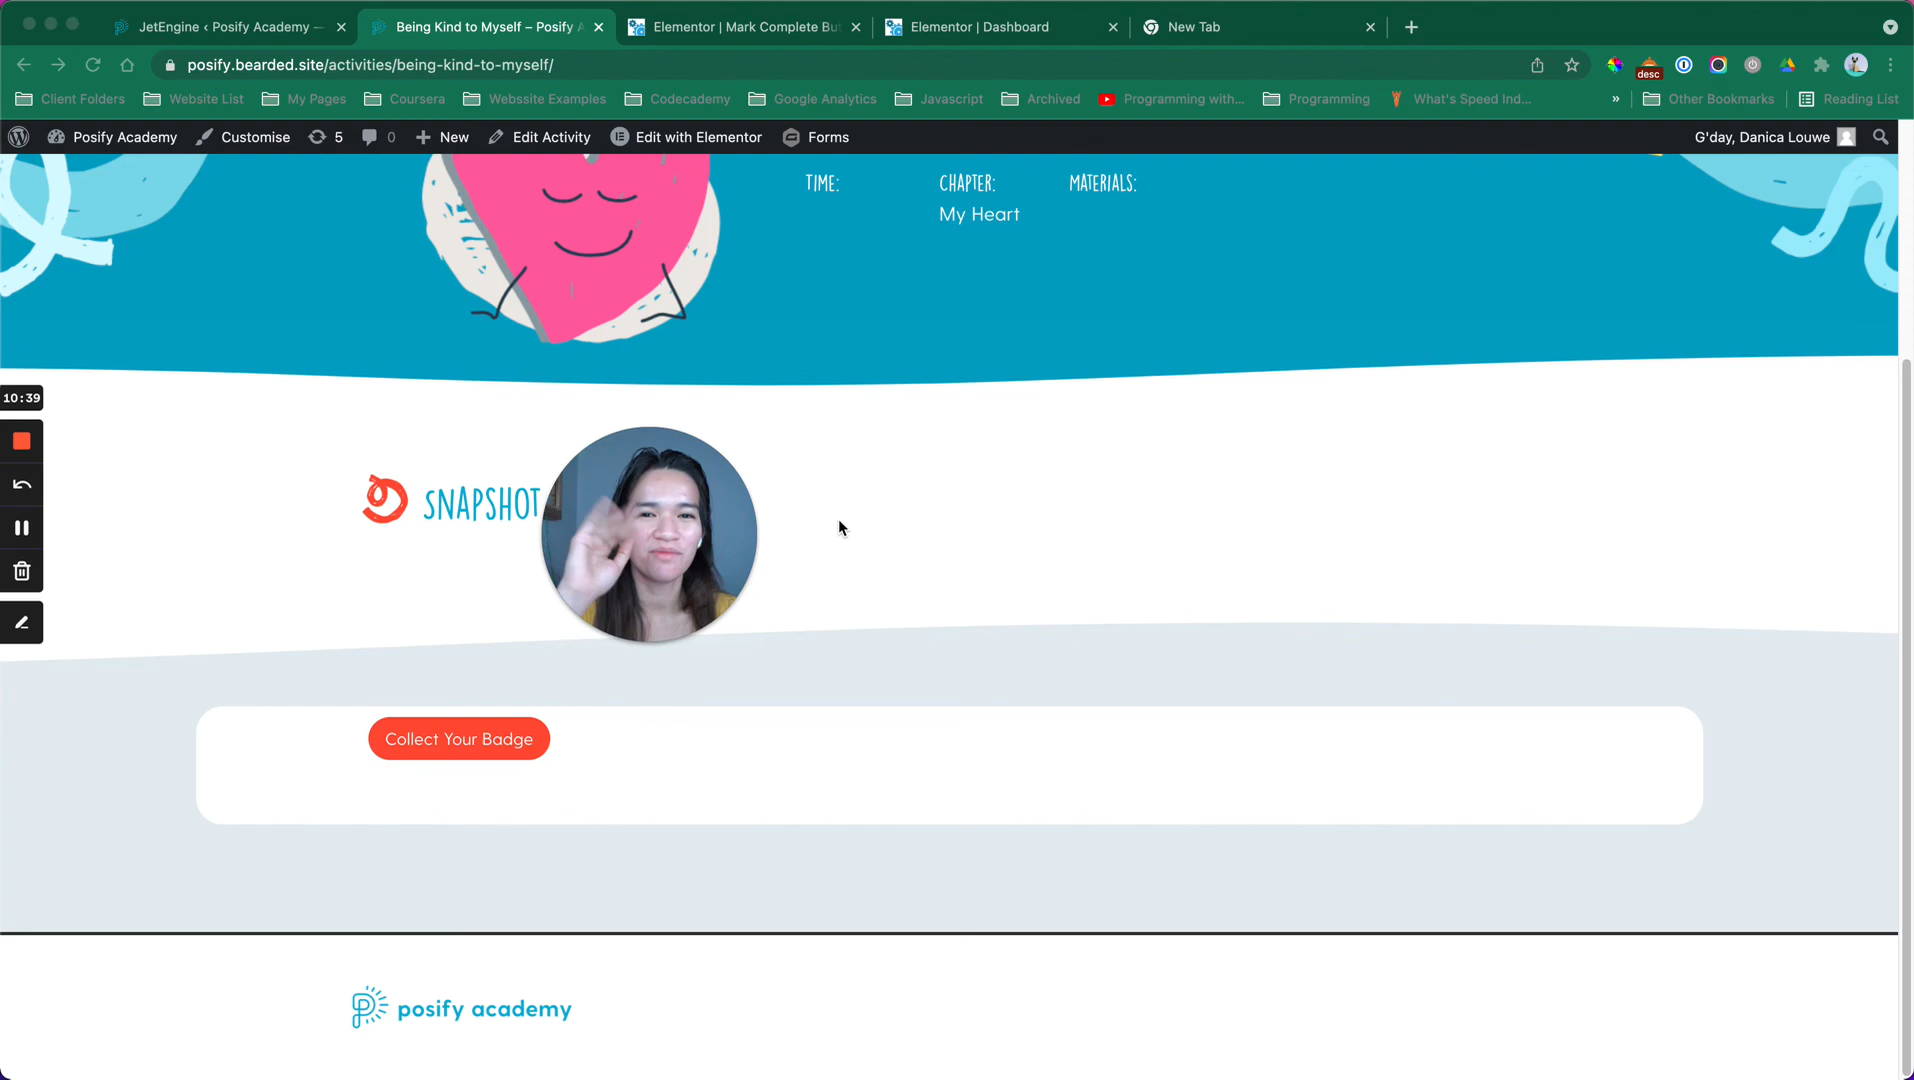 JetEngine ‹ Posify Academy —
Being Kind to Myself – Posify A
Elementor | Mark Complete But
Elementor | Dashboard
New Tab
posify.bearded.site/activities/being-kind-to-myself/
desc
Client Folders
Website List
My Pages
Coursera
Webssite Examples
Codecademy
Google Analytics
Javascript
Archived
Programming with...
Programming
What's Speed Ind...
»
Other Bookmarks
Reading List
Posify Academy
Customise
5
0
New
Edit Activity
Edit with Elementor
Forms
G'day, Danica Louwe
TIME:
CHAPTER:
MATERIALS:
My Heart
10:39
SNAPSHOT
Collect Your Badge
posify academy